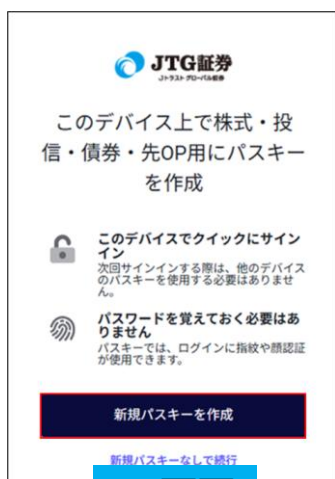 JTG証券
Jトラスト グローバル証券
このデバイス上で株式・投
信・債券・先OP用にパスキー
を作成
このデバイスでクイックにサイン
イン
次回サインインする際は、他のデバイス
のパスキーを使用する必要はありませ
ん。
パスワードを覚えておく必要はあ
りません
パスキーでは、ログインに指紋や顔認証
が使用できます。
新規パスキーを作成
新規パスキーなしで続行